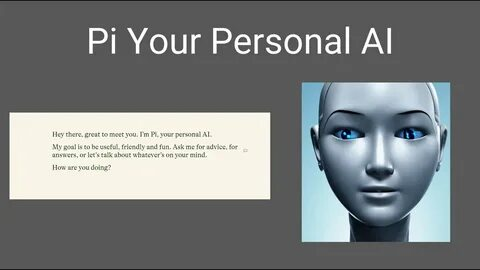 Pi Your Personal AI
Hey there, great to meet you. I'm Pi, your personal AI.
My goal is to be useful, friendly and fun. Ask me for advice, for
answers, or let's talk about whatever's on your mind.
How are you doing?